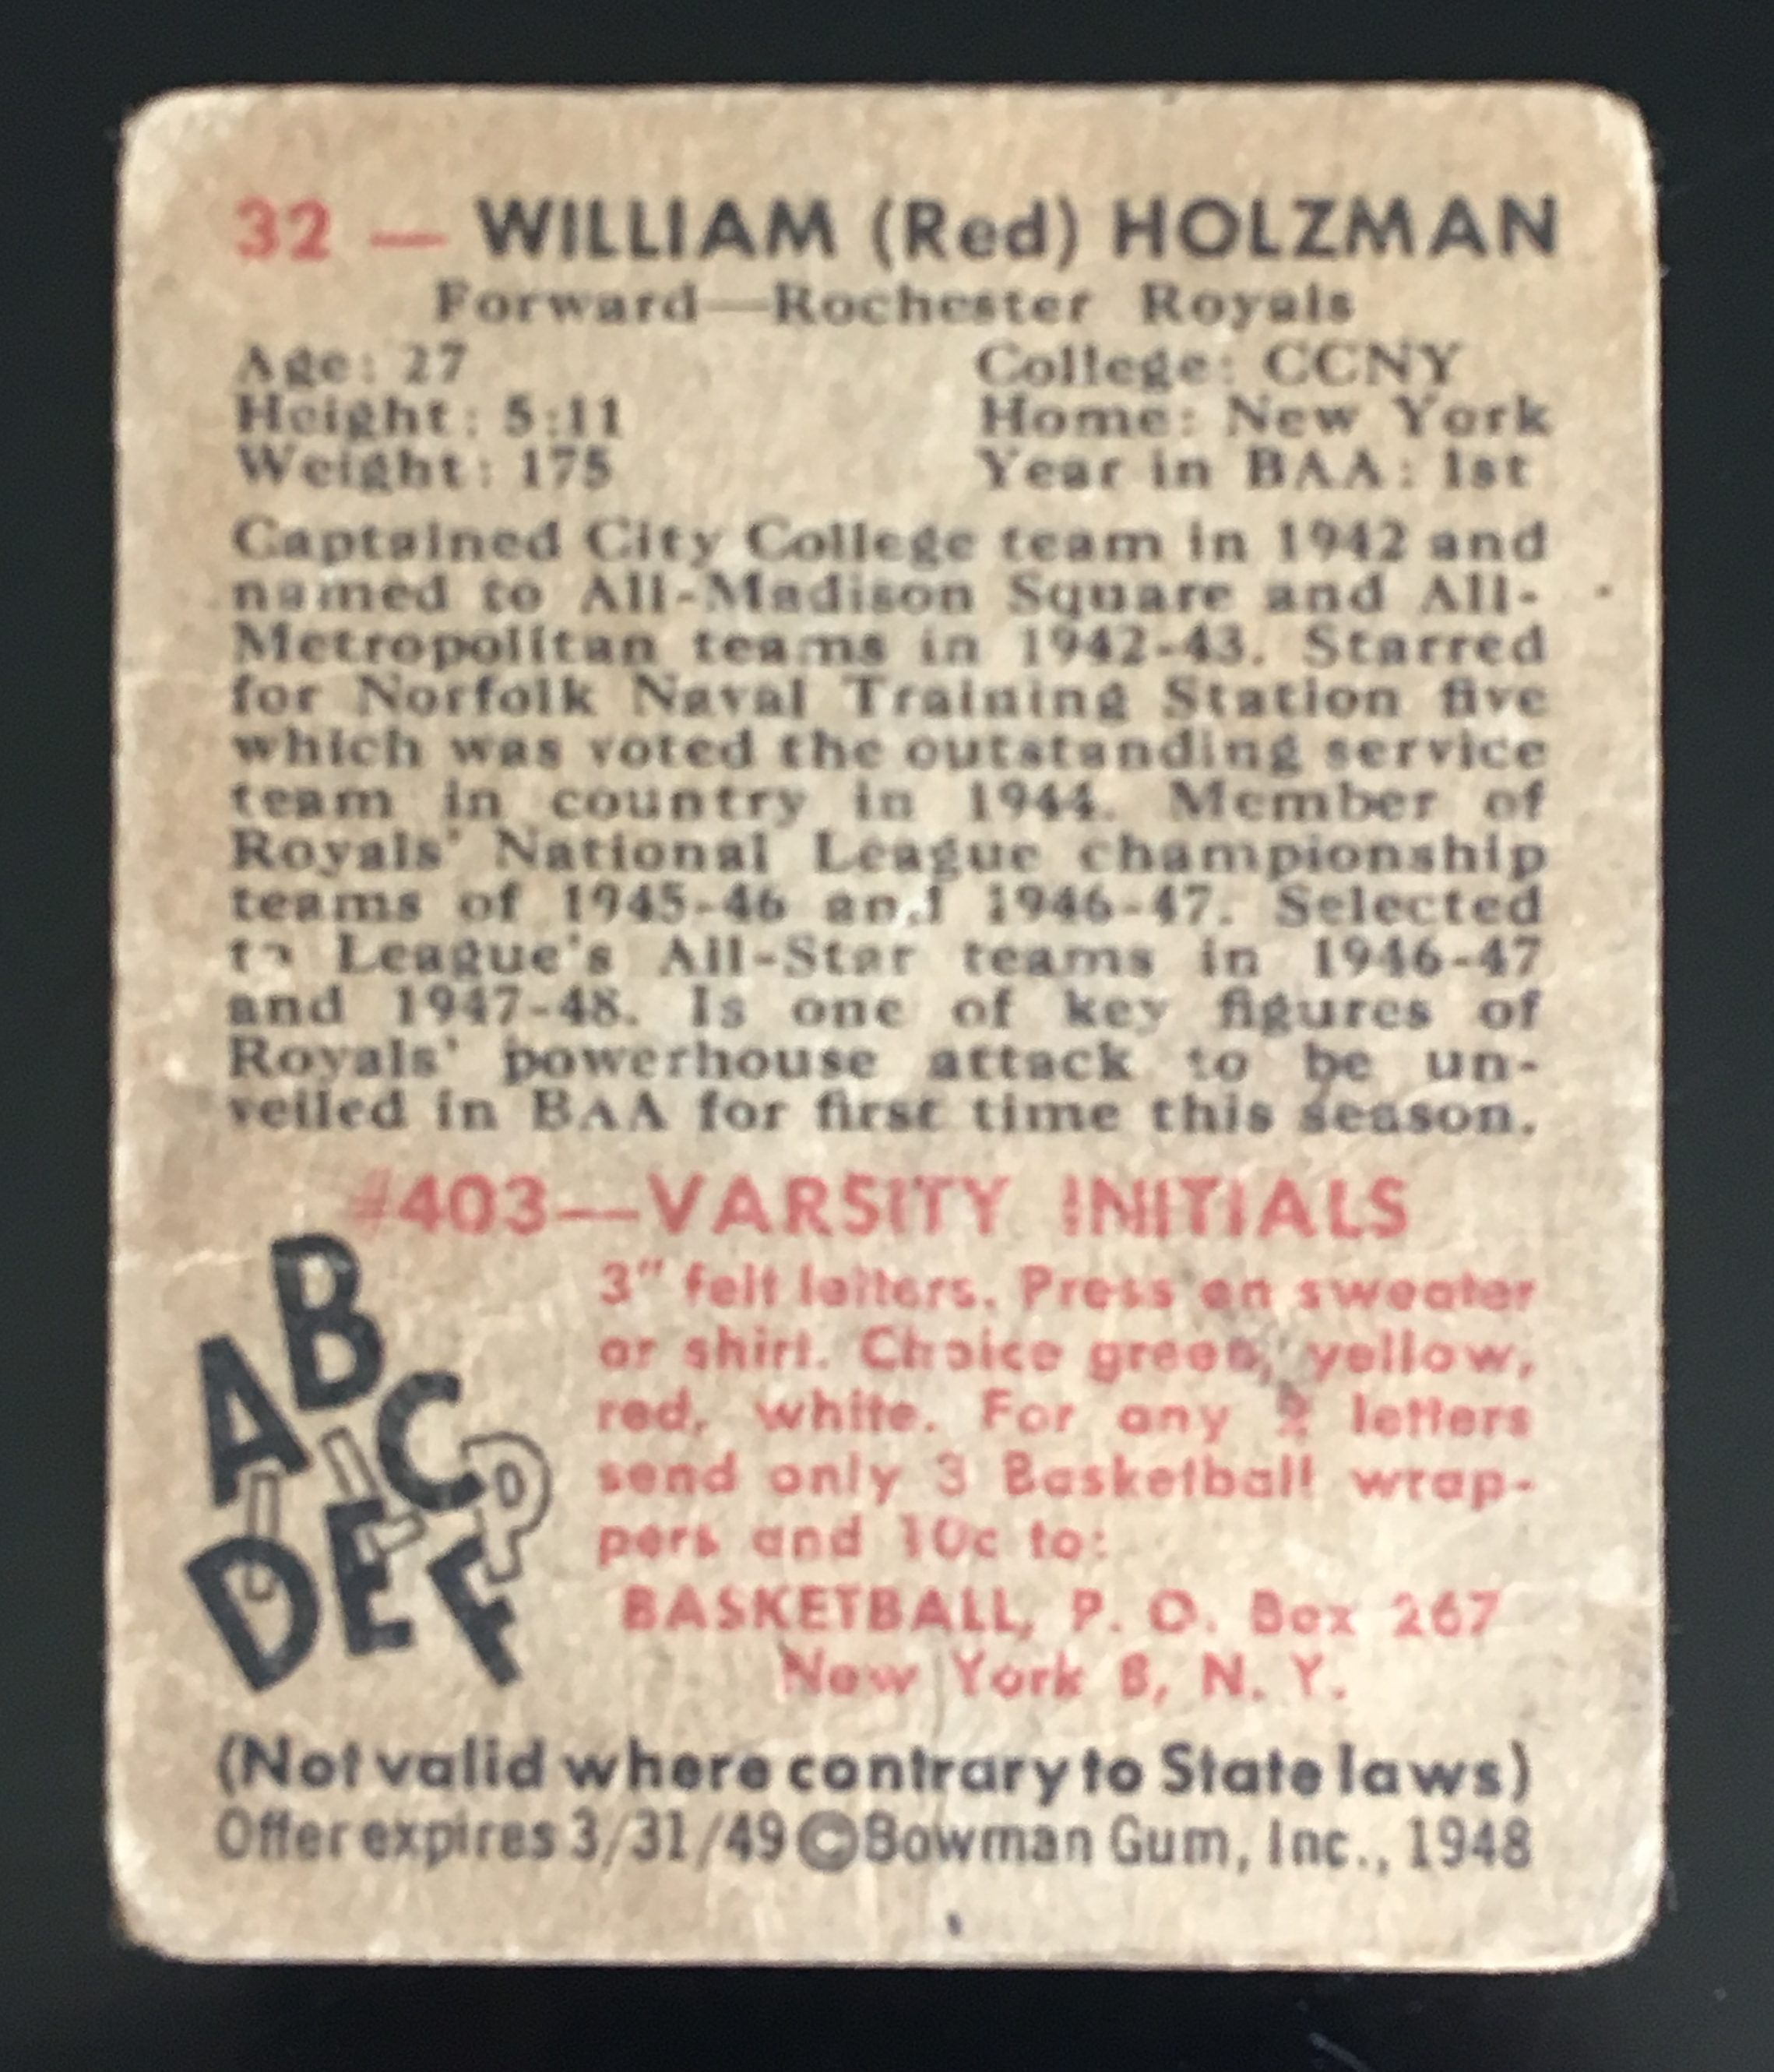 32 — WILLIAM (Red) HOLZMAN
Forward—Rochester Royals
Age: 27 College: CCNY
Height: 5:11 Home: New York
Weight: 175 Year in BAA: 1st
Captained City College team in 1942 and
named to All-Madison Square and All-
Metropolitan teams in 1942-43. Starred
for Norfolk Naval Training Station five
which was voted the outstanding service
team in country in 1944. Member of
Royals' National League championship
teams of 1945-46 and 1946-47. Selected
to League's All-Star teams in 1946-47
and 1947-48. Is one of key figures of
Royals' powerhouse attack to be un-
veiled in BAA for first time this season.
#403—VARSITY INITIALS
A B C D E F
3" felt letters. Press on sweater
or shirt. Choice green, yellow,
red, white. For any 2 letters
send only 3 Basketball wrap-
pers and 10c to:
BASKETBALL, P. O. Box 267
New York 8, N. Y.
(Not valid where contrary to State laws)
Offer expires 3/31/49 ©Bowman Gum, Inc., 1948